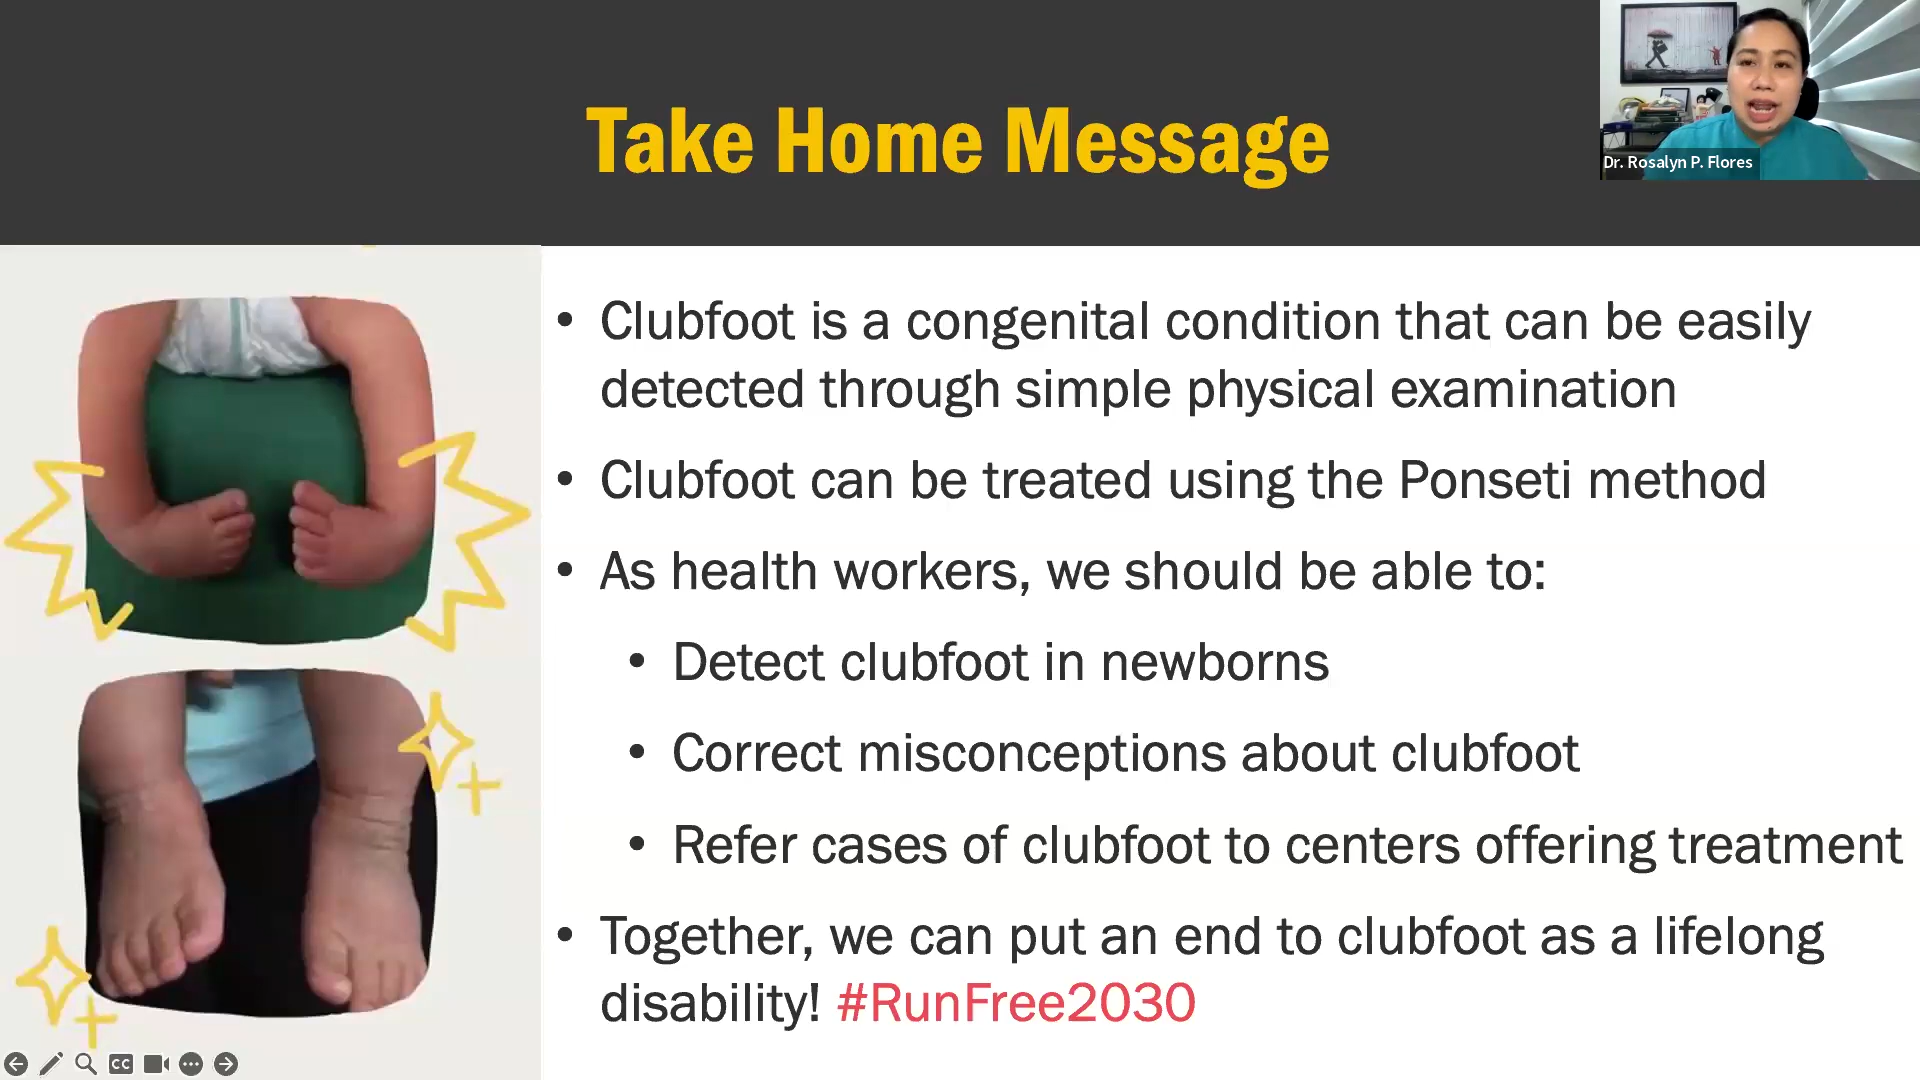 Take Home Message
Dr. Rosalyn P. Flores
• Clubfoot is a congenital condition that can be easily
detected through simple physical examination
• Clubfoot can be treated using the Ponseti method
• As health workers, we should be able to:
• Detect clubfoot in newborns
• Correct misconceptions about clubfoot
• Refer cases of clubfoot to centers offering treatment
• Together, we can put an end to clubfoot as a lifelong
disability! #RunFree2030
CC